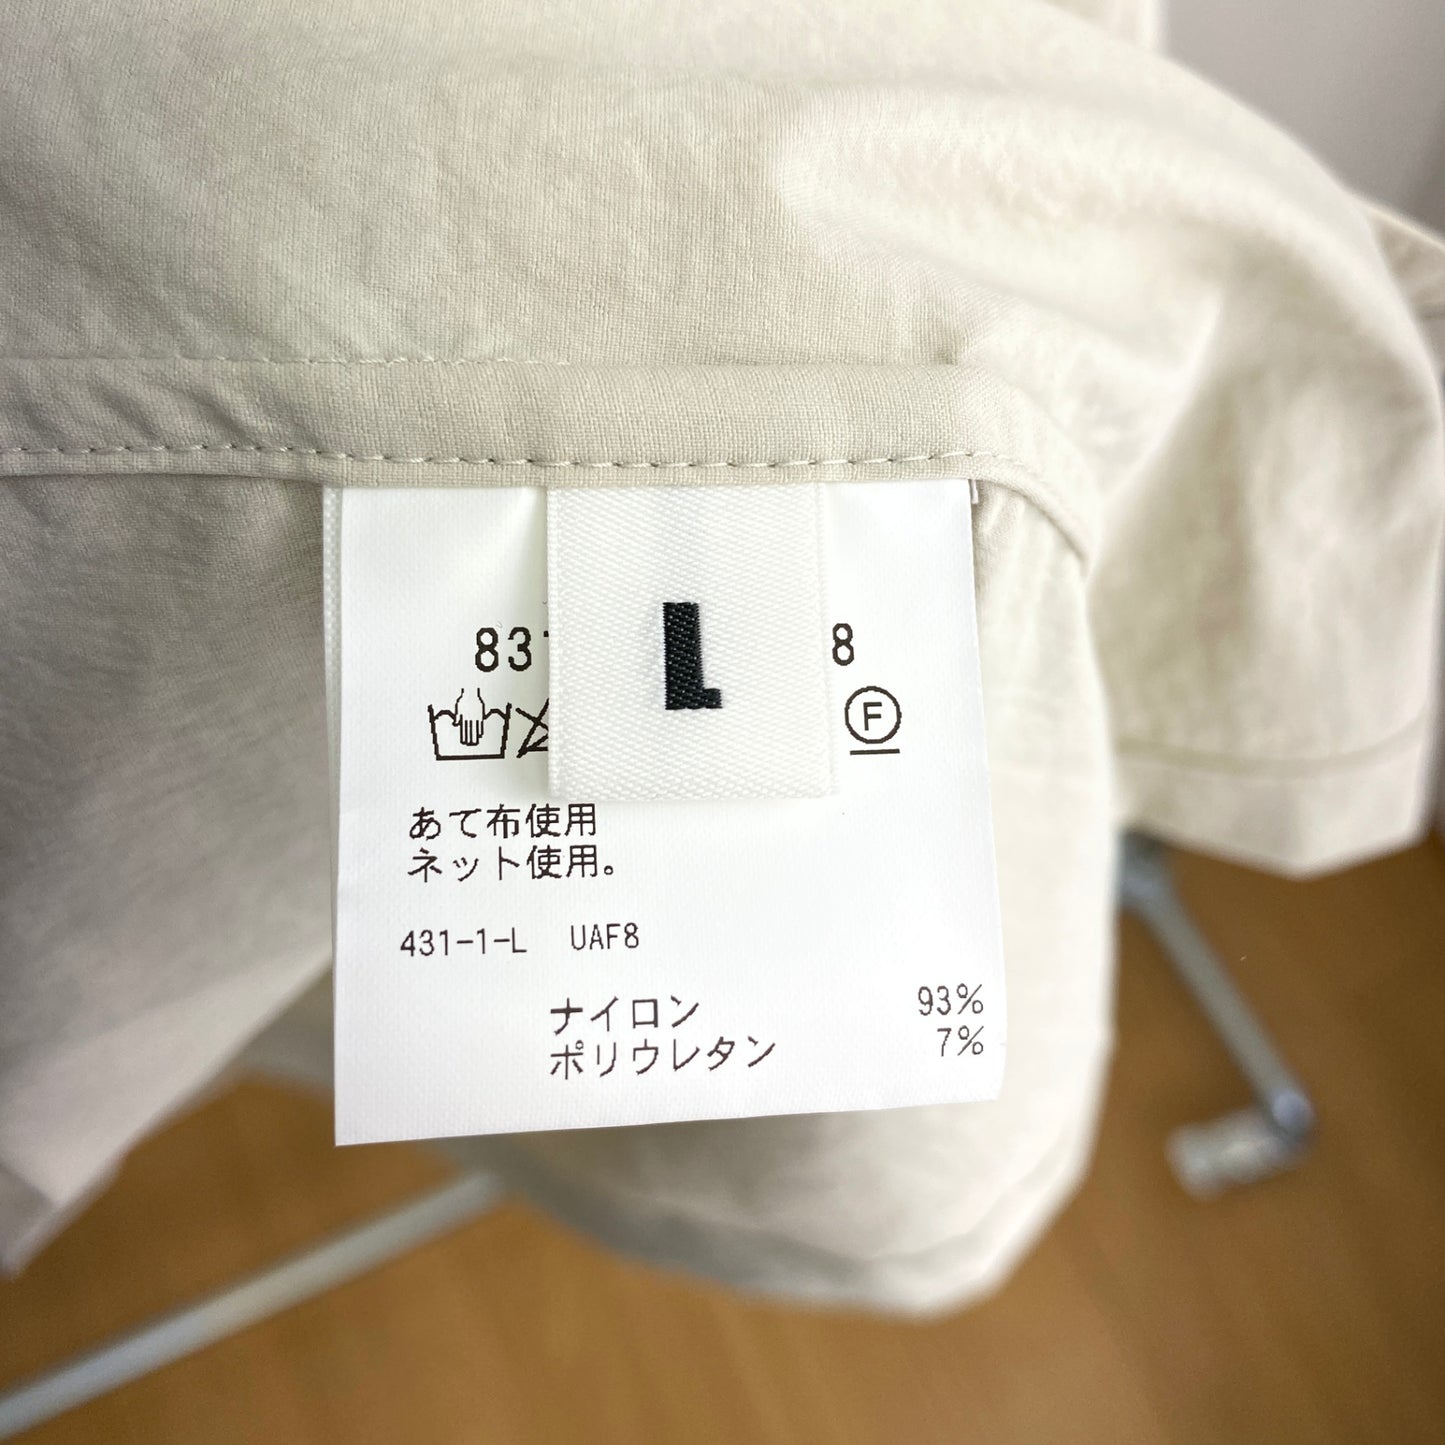 L
83 8
F
あて布使用
ネット使用。
431-1-L UAF8
ナイロン 93%
ポリウレタン 7%